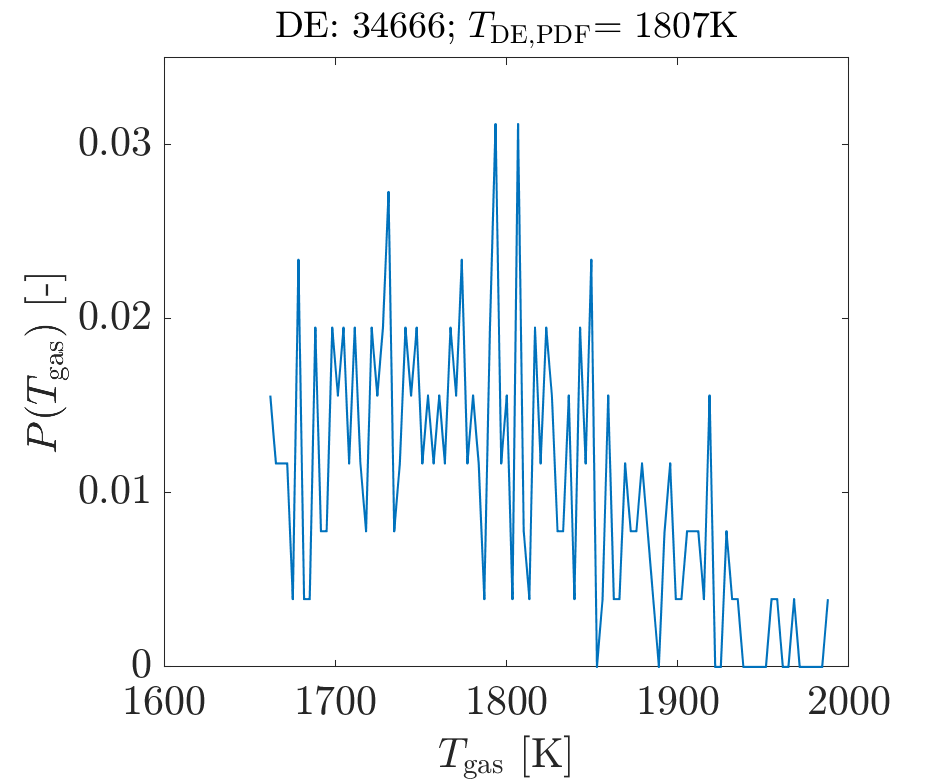 DE: 34666; T_DE,PDF= 1807K
0.03
0.02
0.01
0
P(T_gas) [-]
1600 1700 1800 1900 2000
T_gas [K]